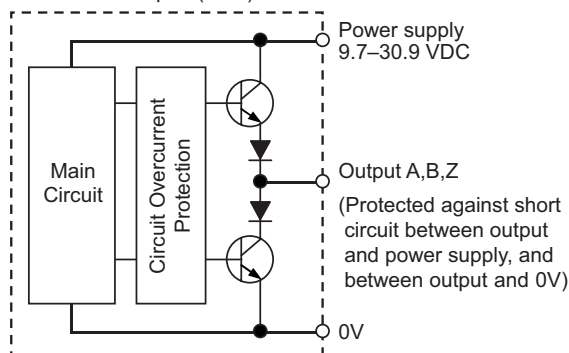 Power supply
9.7–30.9 VDC
Main
Circuit
Circuit Overcurrent
Protection
Output A,B,Z
(Protected against short
circuit between output
and power supply, and
between output and 0V)
0V